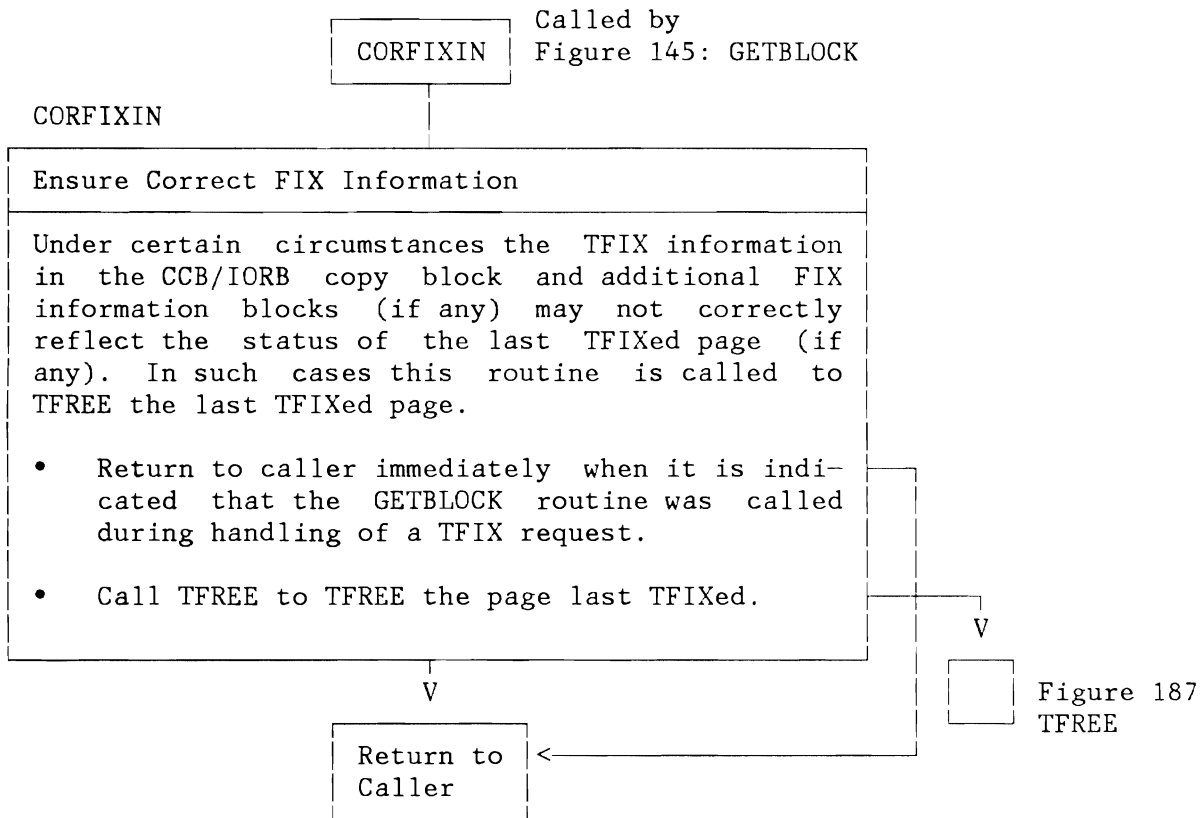 Called by
CORFIXIN Figure 145: GETBLOCK
CORFIXIN
Ensure Correct FIX Information
Under certain circumstances the TFIX information
in the CCB/IORB copy block and additional FIX
information blocks (if any) may not correctly
reflect the status of the last TFIXed page (if
any). In such cases this routine is called to
TFREE the last TFIXed page.
• Return to caller immediately when it is indi-
cated that the GETBLOCK routine was called
during handling of a TFIX request.
• Call TFREE to TFREE the page last TFIXed.
V
V
Figure 187
TFREE
Return to <
Caller